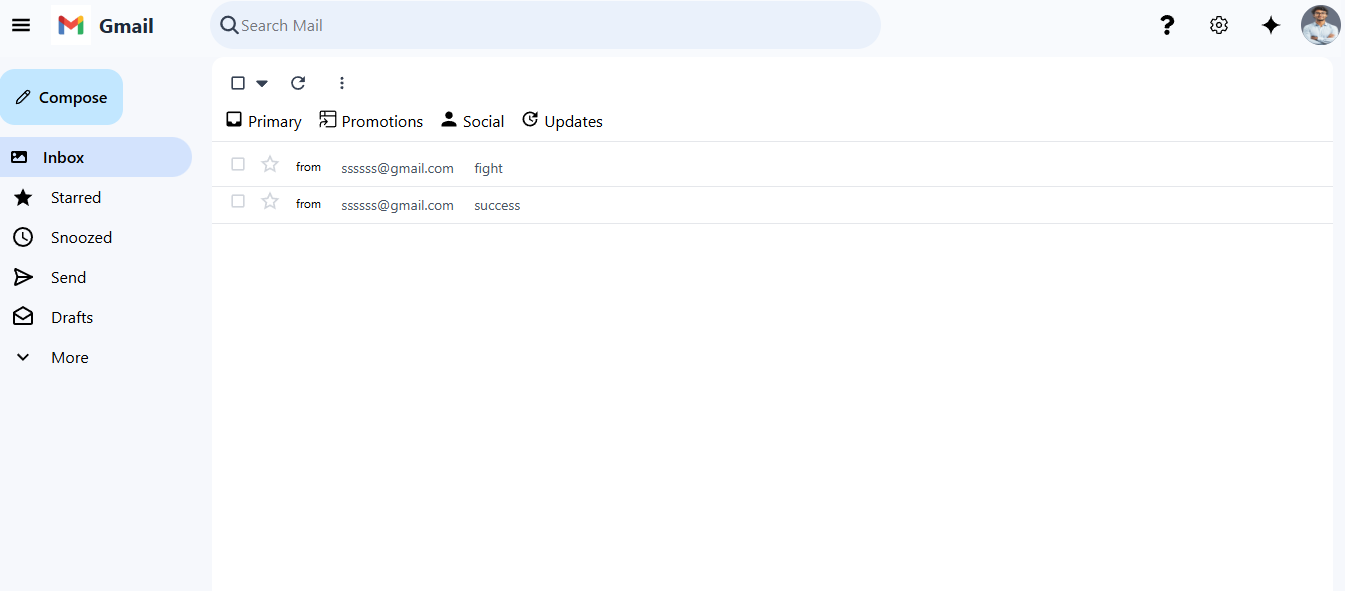 Gmail
Search Mail
Compose
Primary Promotions Social Updates
Inbox
from ssssss@gmail.com fight
Starred
from ssssss@gmail.com success
Snoozed
Send
Drafts
More